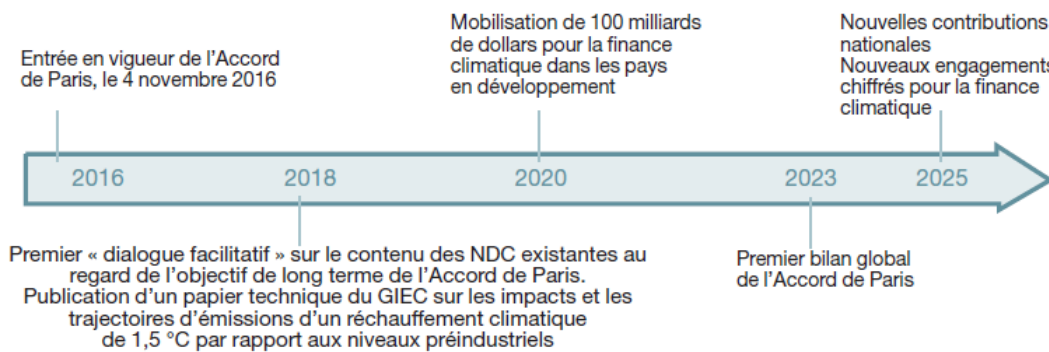 Entrée en vigueur de l'Accord
de Paris, le 4 novembre 2016
Mobilisation de 100 milliards
de dollars pour la finance
climatique dans les pays
en développement
Nouvelles contributions
nationales
Nouveaux engagements
chiffrés pour la finance
climatique
2016
2018
2020
2023
2025
Premier « dialogue facilitatif » sur le contenu des NDC existantes au
regard de l'objectif de long terme de l'Accord de Paris.
Publication d'un papier technique du GIEC sur les impacts et les
trajectoires d'émissions d'un réchauffement climatique
de 1,5 °C par rapport aux niveaux préindustriels
Premier bilan global
de l'Accord de Paris